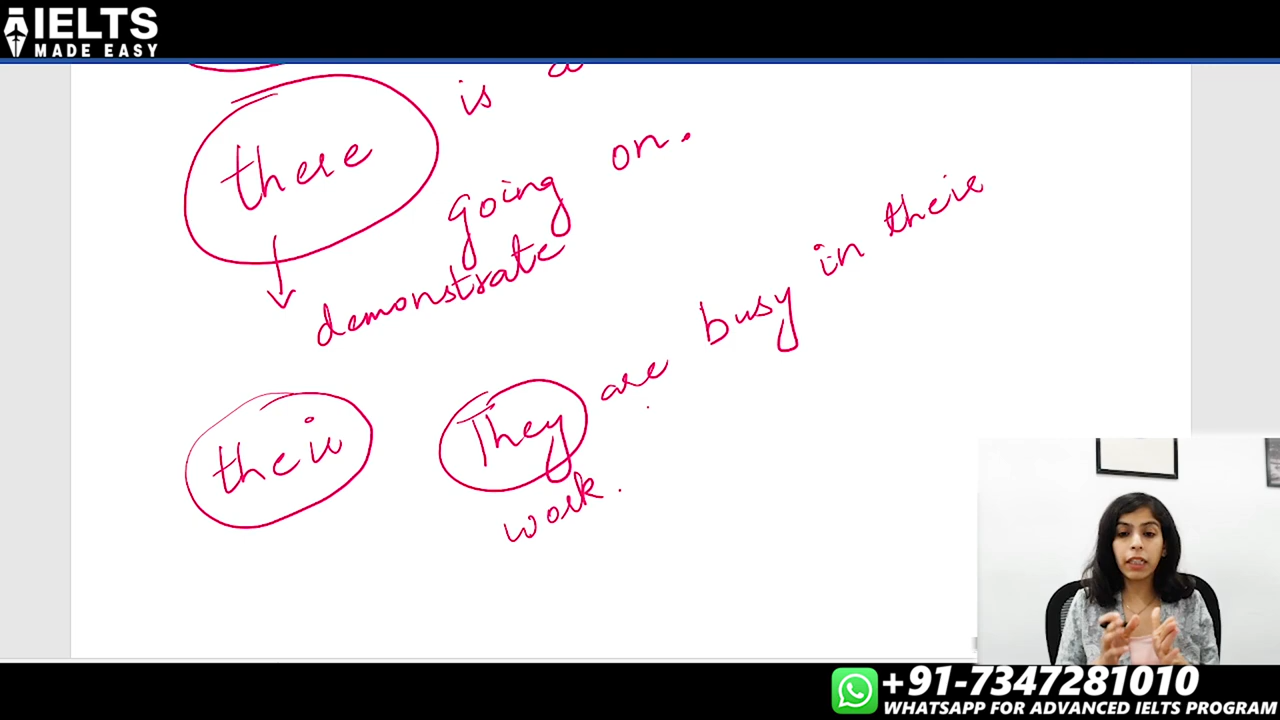 IELTS
MADE EASY
there is a
going on.
demonstrate
their They are busy in their
work.
+91-7347281010
WHATSAPP FOR ADVANCED IELTS PROGRAM